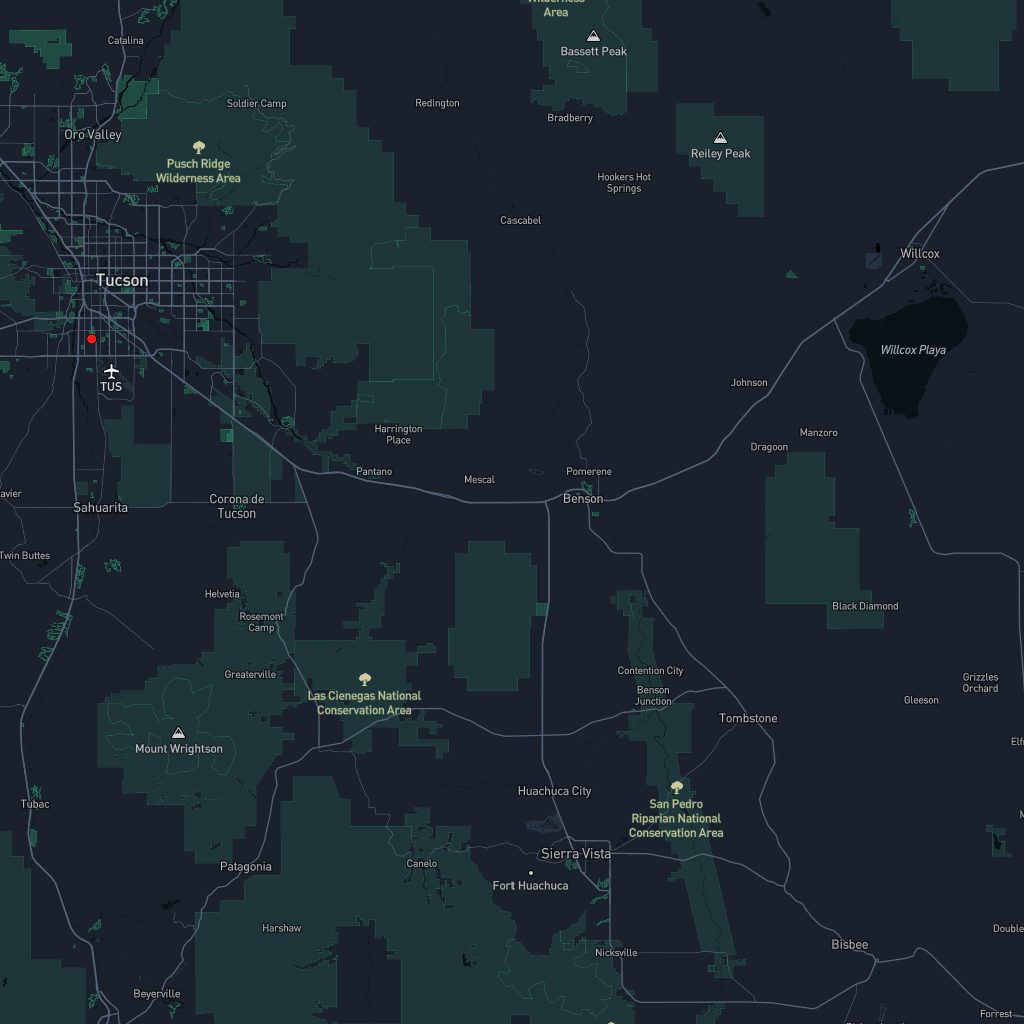 Wilderness
Area
Catalina
Bassett Peak
Soldier Camp
Redington
Bradberry
Oro Valley
Reiley Peak
Pusch Ridge
Wilderness Area
Hookers Hot
Springs
Cascabel
Willcox
Tucson
Willcox Playa
TUS
Johnson
Harrington
Place
Manzoro
Dragoon
Pantano
Mescal
Pomerene
Benson
Corona de
Tucson
Sahuarita
Twin Buttes
Helvetia
Black Diamond
Rosemont
Camp
Greaterville
Contention City
Las Cienegas National
Conservation Area
Benson
Junction
Grizzles
Orchard
Gleeson
Tombstone
Mount Wrightson
Huachuca City
Tubac
San Pedro
Riparian National
Conservation Area
Sierra Vista
Patagonia
Canelo
Fort Huachuca
Harshaw
Bisbee
Nicksville
Beyerville
Forrest